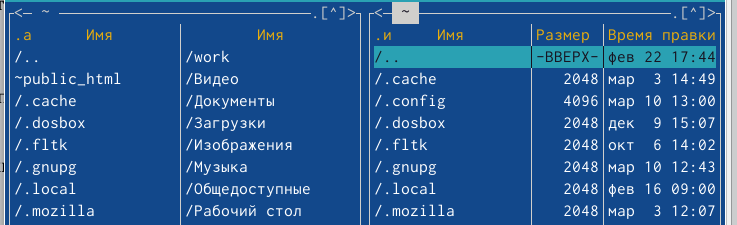 <— ~ .[^]> <— ~ .[^]>
.а Имя Имя .и Имя Размер Время правки
/.. /work /.. -ВВЕРХ- фев 22 17:44
~public_html /Видео /.cache 2048 мар 3 14:49
/.cache /Документы /.config 4096 мар 10 13:00
/.dosbox /Загрузки /.dosbox 2048 дек 9 15:07
/.fltk /Изображения /.fltk 2048 окт 6 14:02
/.gnupg /Музыка /.gnupg 2048 мар 10 12:43
/.local /Общедоступные /.local 2048 фев 16 09:00
/.mozilla /Рабочий стол /.mozilla 2048 мар 3 12:07